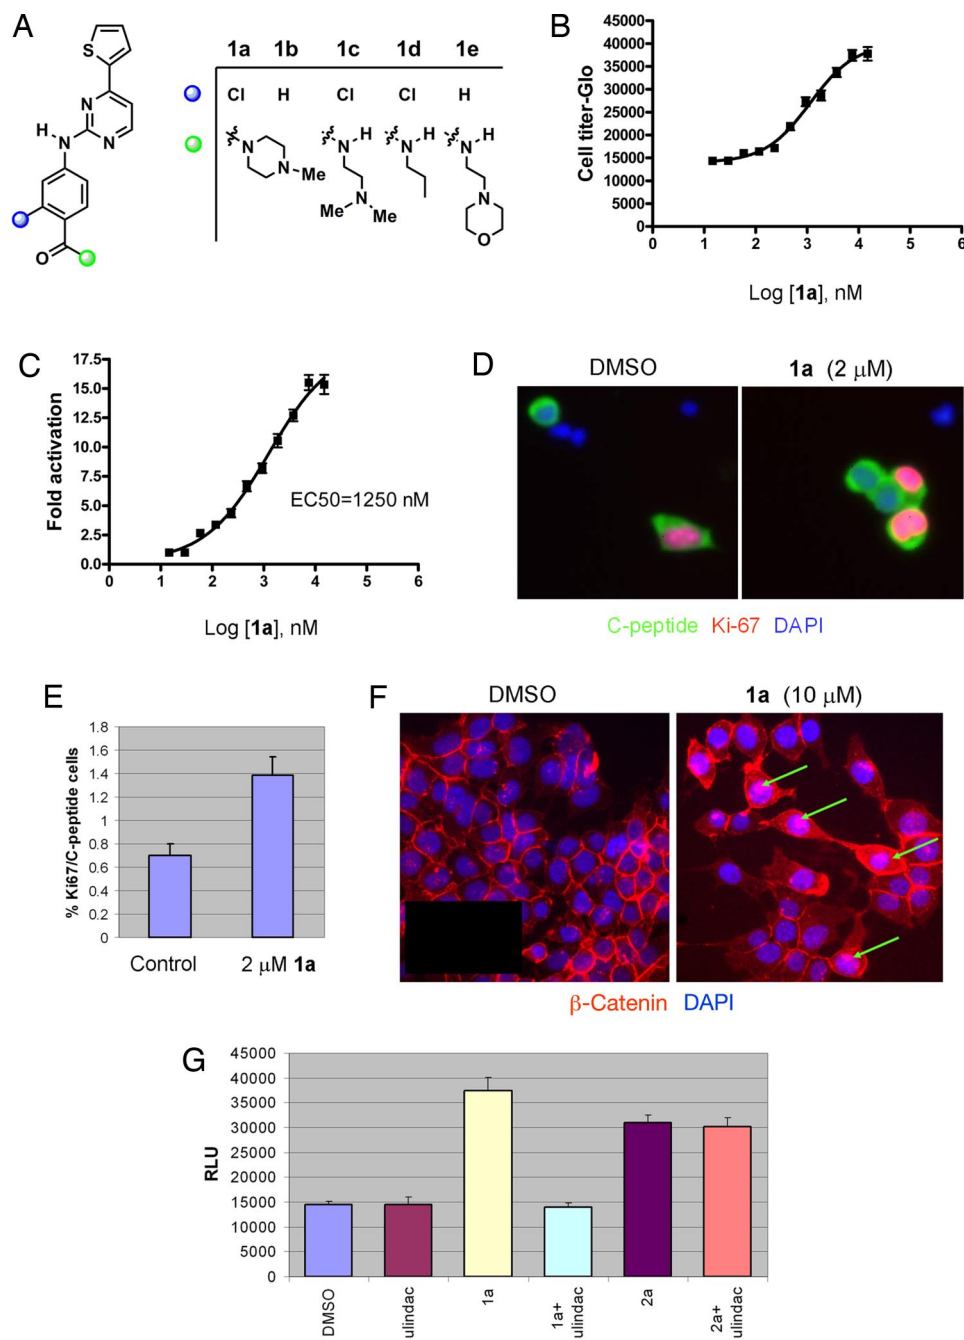 A
1a 1b 1c 1d 1e
Cl H Cl Cl H
S
N
N
H
N
O
N
N
Me
N
H
N
Me
Me
N
H
N
H
N
O
B
Cell titer-Glo
45000
40000
35000
30000
25000
20000
15000
10000
5000
0
0 1 2 3 4 5 6
Log [1a], nM
C
Fold activation
17.5
15.0
12.5
10.0
7.5
5.0
2.5
0.0
EC50=1250 nM
0 1 2 3 4 5 6
Log [1a], nM
D
DMSO
1a (2 μM)
C-peptide Ki-67 DAPI
E
% Ki67/C-peptide cells
1.8
1.6
1.4
1.2
1
0.8
0.6
0.4
0.2
0
Control 2 μM 1a
F
DMSO
1a (10 μM)
β-Catenin DAPI
G
RLU
45000
40000
35000
30000
25000
20000
15000
10000
5000
0
DMSO
ulindac
1a
1a+
ulindac
2a
2a+
ulindac